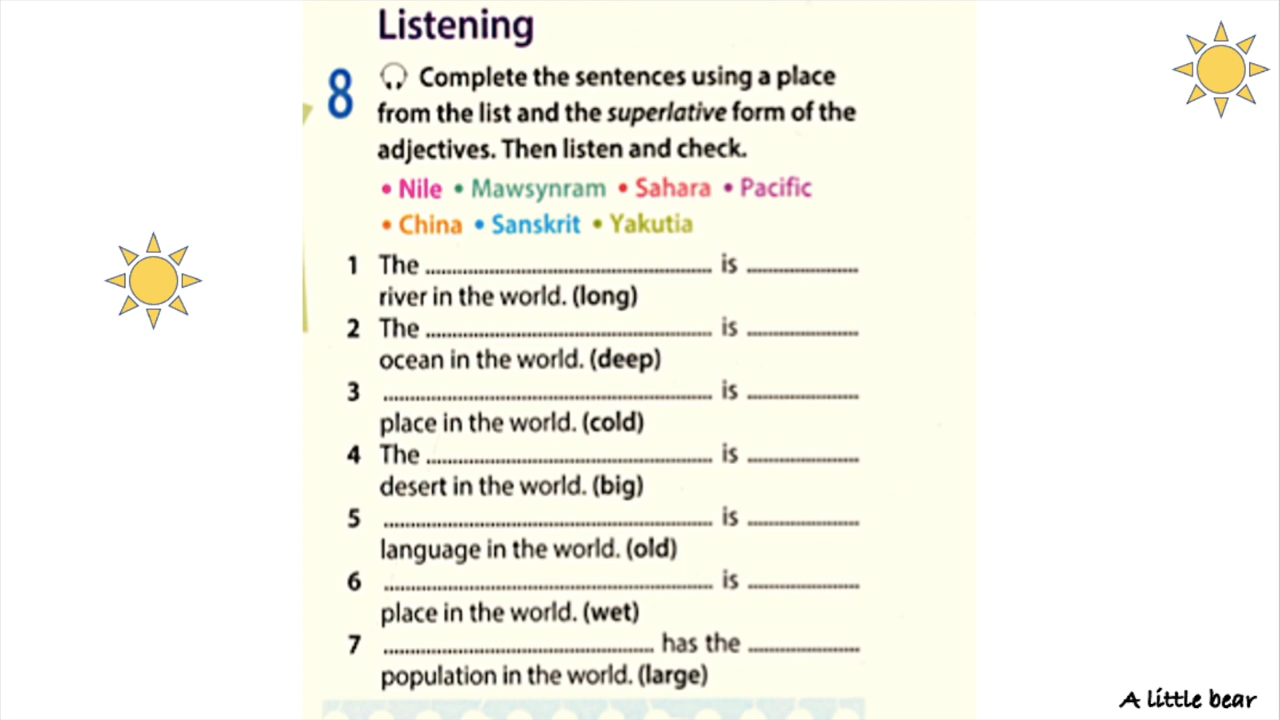 Listening
8 Complete the sentences using a place
from the list and the superlative form of the
adjectives. Then listen and check.
• Nile • Mawsynram • Sahara • Pacific
• China • Sanskrit • Yakutia
1 The ........................................ is ................
river in the world. (long)
2 The ........................................ is ................
ocean in the world. (deep)
3 ........................................ is ................
place in the world. (cold)
4 The ........................................ is ................
desert in the world. (big)
5 ........................................ is ................
language in the world. (old)
6 ........................................ is ................
place in the world. (wet)
7 ........................................ has the ................
population in the world. (large)
A little bear